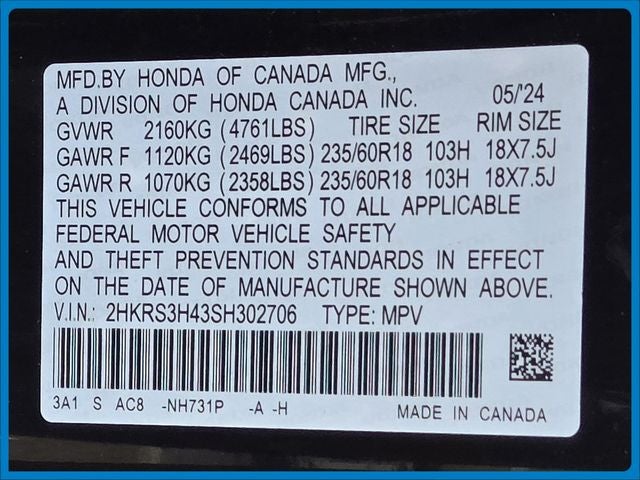 MFD.BY HONDA OF CANADA MFG.,
A DIVISION OF HONDA CANADA INC. 05/'24
GVWR 2160KG (4761LBS) TIRE SIZE RIM SIZE
GAWR F 1120KG (2469LBS) 235/60R18 103H 18X7.5J
GAWR R 1070KG (2358LBS) 235/60R18 103H 18X7.5J
THIS VEHICLE CONFORMS TO ALL APPLICABLE
FEDERAL MOTOR VEHICLE SAFETY
AND THEFT PREVENTION STANDARDS IN EFFECT
ON THE DATE OF MANUFACTURE SHOWN ABOVE.
V.I.N.: 2HKRS3H43SH302706 TYPE: MPV
3A1 S AC8 -NH731P -A -H MADE IN CANADA